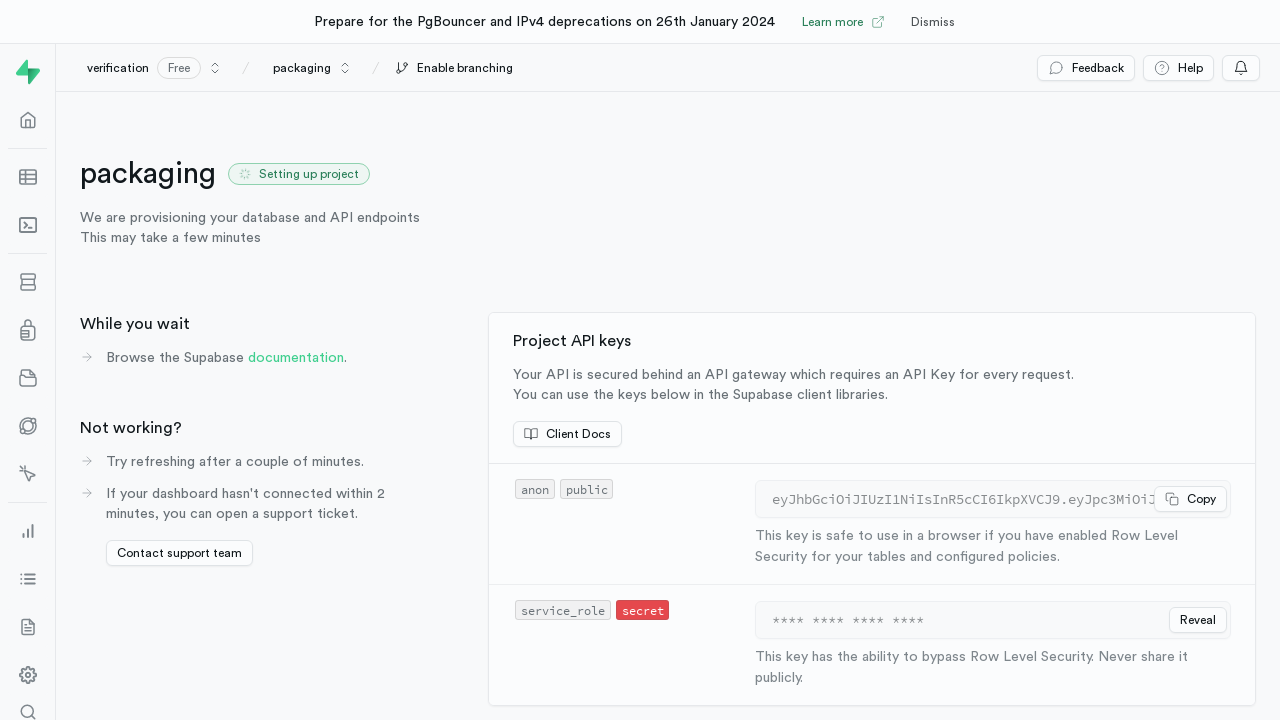 Prepare for the PgBouncer and IPv4 deprecations on 26th January 2024
Learn more
Dismiss
verification
Free
packaging
Enable branching
Feedback
Help
packaging
Setting up project
We are provisioning your database and API endpoints
This may take a few minutes
While you wait
Browse the Supabase documentation.
Not working?
Try refreshing after a couple of minutes.
If your dashboard hasn't connected within 2
minutes, you can open a support ticket.
Contact support team
Project API keys
Your API is secured behind an API gateway which requires an API Key for every request.
You can use the keys below in the Supabase client libraries.
Client Docs
anon public
eyJhbGciOiJIUzI1NiIsInR5cCI6IkpXVCJ9.eyJpc3MiOiJ
Copy
This key is safe to use in a browser if you have enabled Row Level
Security for your tables and configured policies.
service_role secret
**** **** **** ****
Reveal
This key has the ability to bypass Row Level Security. Never share it
publicly.